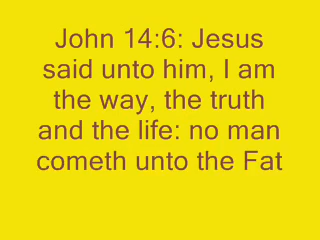 John 14:6: Jesus
said unto him, I am
the way, the truth
and the life: no man
cometh unto the Fat